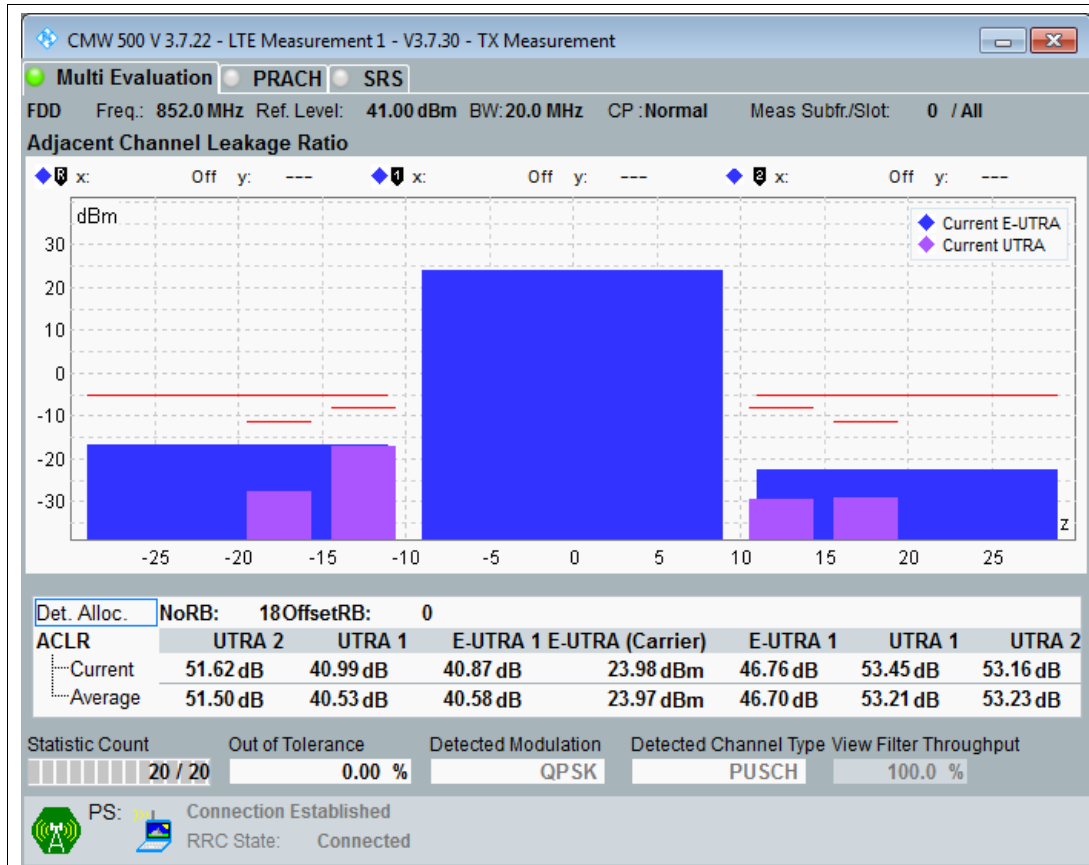 CMW 500 V 3.7.22 - LTE Measurement 1 - V3.7.30 - TX Measurement
Multi Evaluation PRACH SRS
FDD Freq.: 852.0 MHz Ref. Level: 41.00 dBm BW: 20.0 MHz CP : Normal Meas Subfr./Slot: 0 / All
Adjacent Channel Leakage Ratio
R x: Off y: --- 1 x: Off y: --- 2 x: Off y: ---
dBm
Current E-UTRA
Current UTRA
30
20
10
0
-10
-20
-30
z
-25 -20 -15 -10 -5 0 5 10 15 20 25
Det. Alloc. NoRB: 18 OffsetRB: 0
ACLR UTRA 2 UTRA 1 E-UTRA 1 E-UTRA (Carrier) E-UTRA 1 UTRA 1 UTRA 2
Current 51.62 dB 40.99 dB 40.87 dB 23.98 dBm 46.76 dB 53.45 dB 53.16 dB
Average 51.50 dB 40.53 dB 40.58 dB 23.97 dBm 46.70 dB 53.21 dB 53.23 dB
Statistic Count Out of Tolerance Detected Modulation Detected Channel Type View Filter Throughput
20 / 20 0.00 % QPSK PUSCH 100.0 %
PS: Connection Established
RRC State: Connected